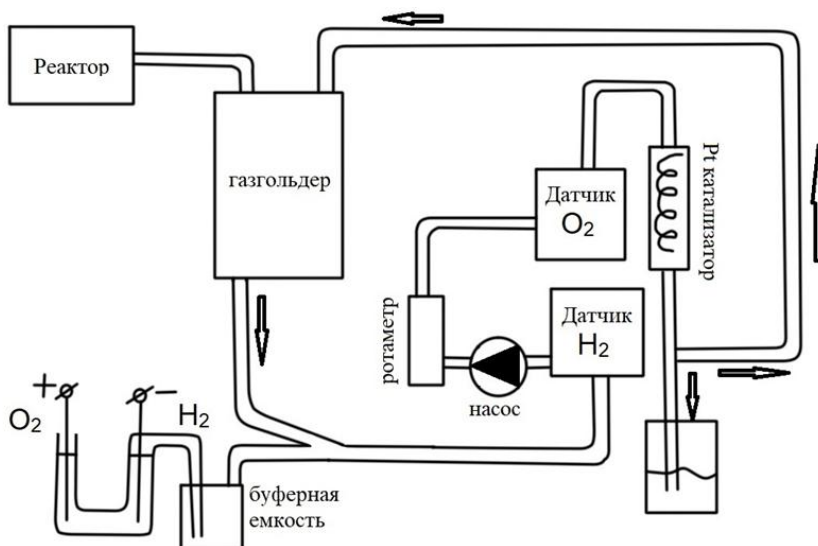 Реактор
газгольдер
Датчик
O2
Pt катализатор
ротаметр
Датчик
H2
насос
+
−
O2
H2
буферная
емкость